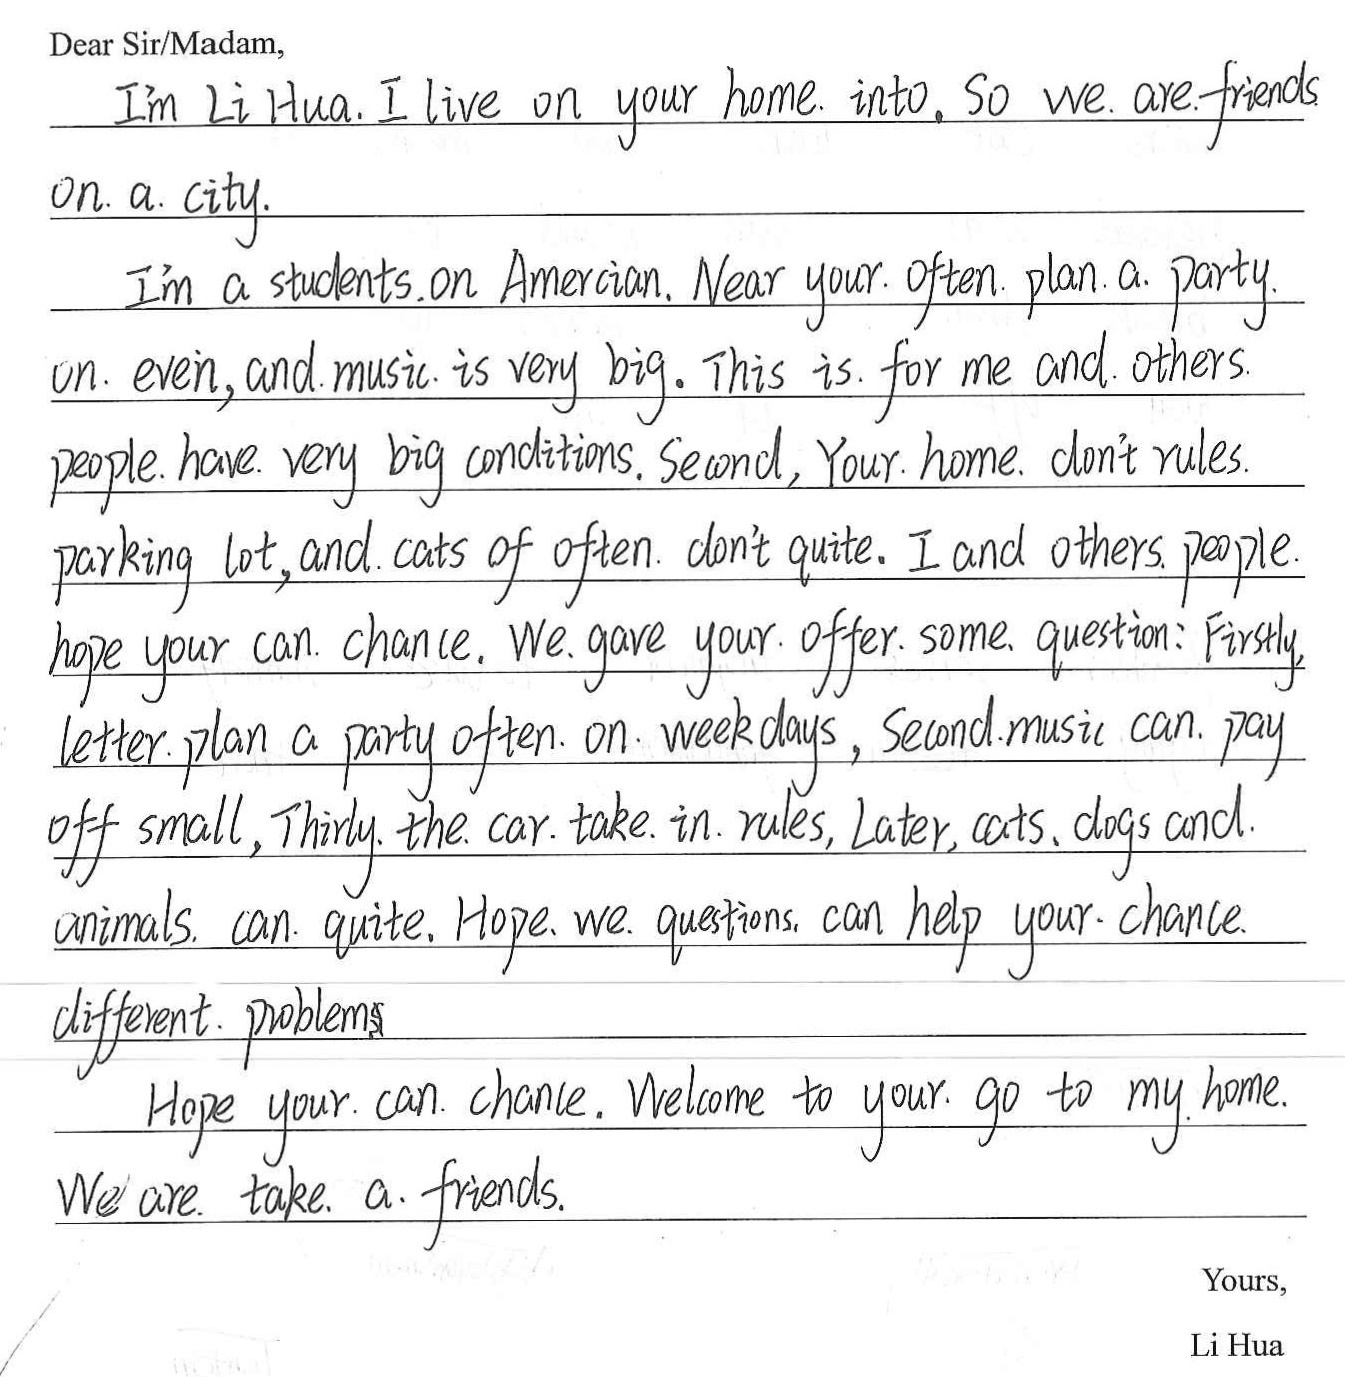 Dear Sir/Madam,
I'm Li Hua. I live on your home. into. So we. are. friends
on. a. city.
I'm a students. on Amercian. Near your. often. plan. a. party.
on. even, and. music. is very big. This is. for me and. others.
people. have. very big conditions. Second, Your. home. don't rules.
parking lot, and. cats of often. don't quite. I and others. people.
hope your can. chance. We. gave your. offer. some. question: Firstly,
letter. plan a party often. on. weekdays, Second. music can. pay
off small, Thirly. the. car. take. in. rules, Later, cats. dogs and.
animals. can. quite. Hope. we. questions. can help your. chance.
different. problems
Hope your. can. chance. Welcome to your. go to my. home.
We are. take. a. friends.
Yours,
Li Hua